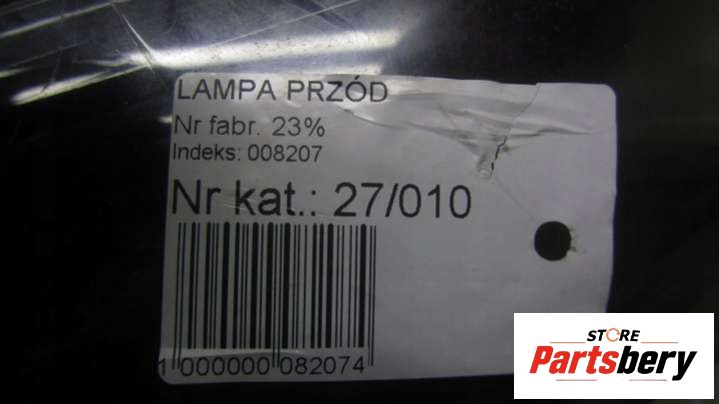 LAMPA PRZÓD
Nr fabr. 23%
Indeks: 008207
Nr kat.: 27/010
1 000000 082074
STORE
Partsbery